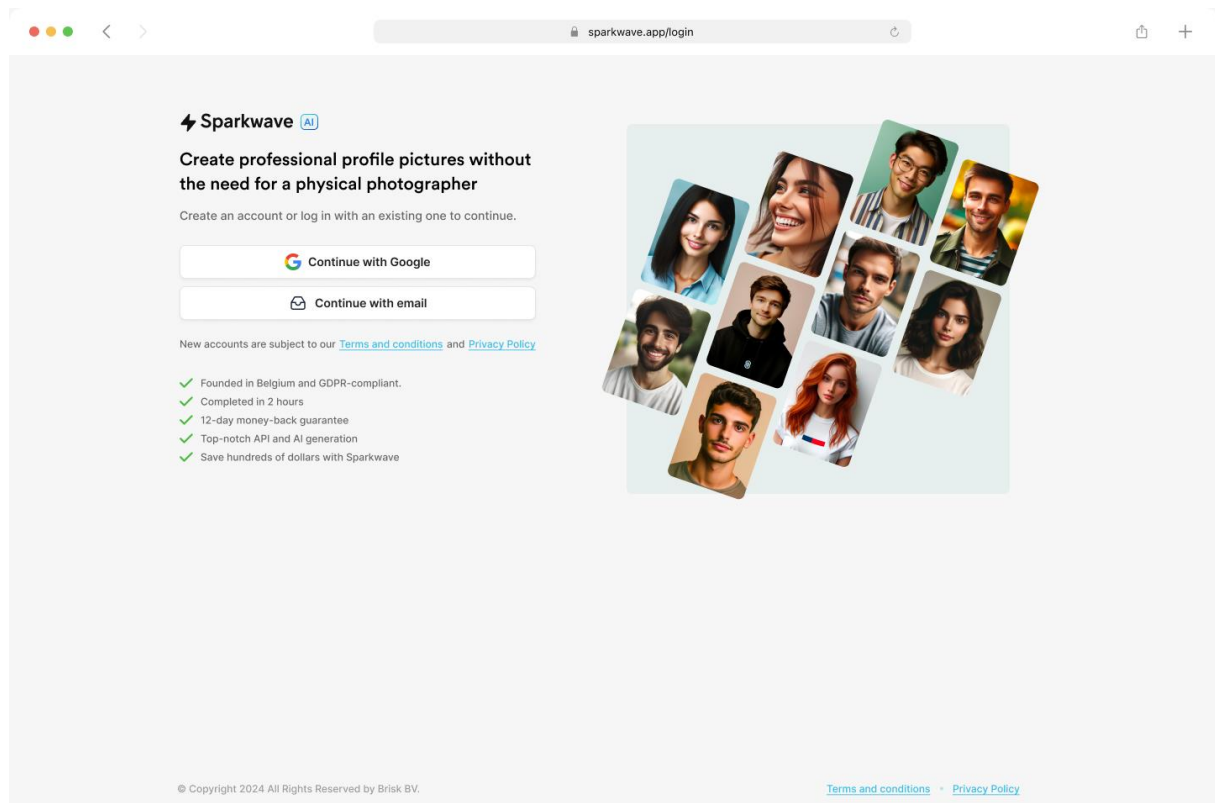 sparkwave.app/login
Sparkwave AI
Create professional profile pictures without
the need for a physical photographer
Create an account or log in with an existing one to continue.
Continue with Google
Continue with email
New accounts are subject to our Terms and conditions and Privacy Policy
Founded in Belgium and GDPR-compliant.
Completed in 2 hours
12-day money-back guarantee
Top-notch API and AI generation
Save hundreds of dollars with Sparkwave
© Copyright 2024 All Rights Reserved by Brisk BV.
Terms and conditions • Privacy Policy